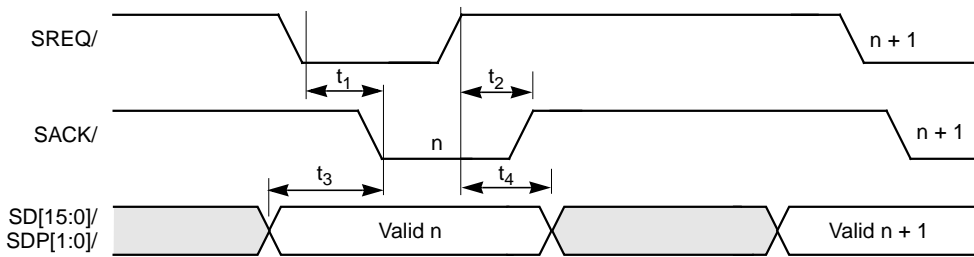 SREQ/
n + 1
t1
t2
SACK/
n
n + 1
t3
t4
SD[15:0]/
SDP[1:0]/
Valid n
Valid n + 1